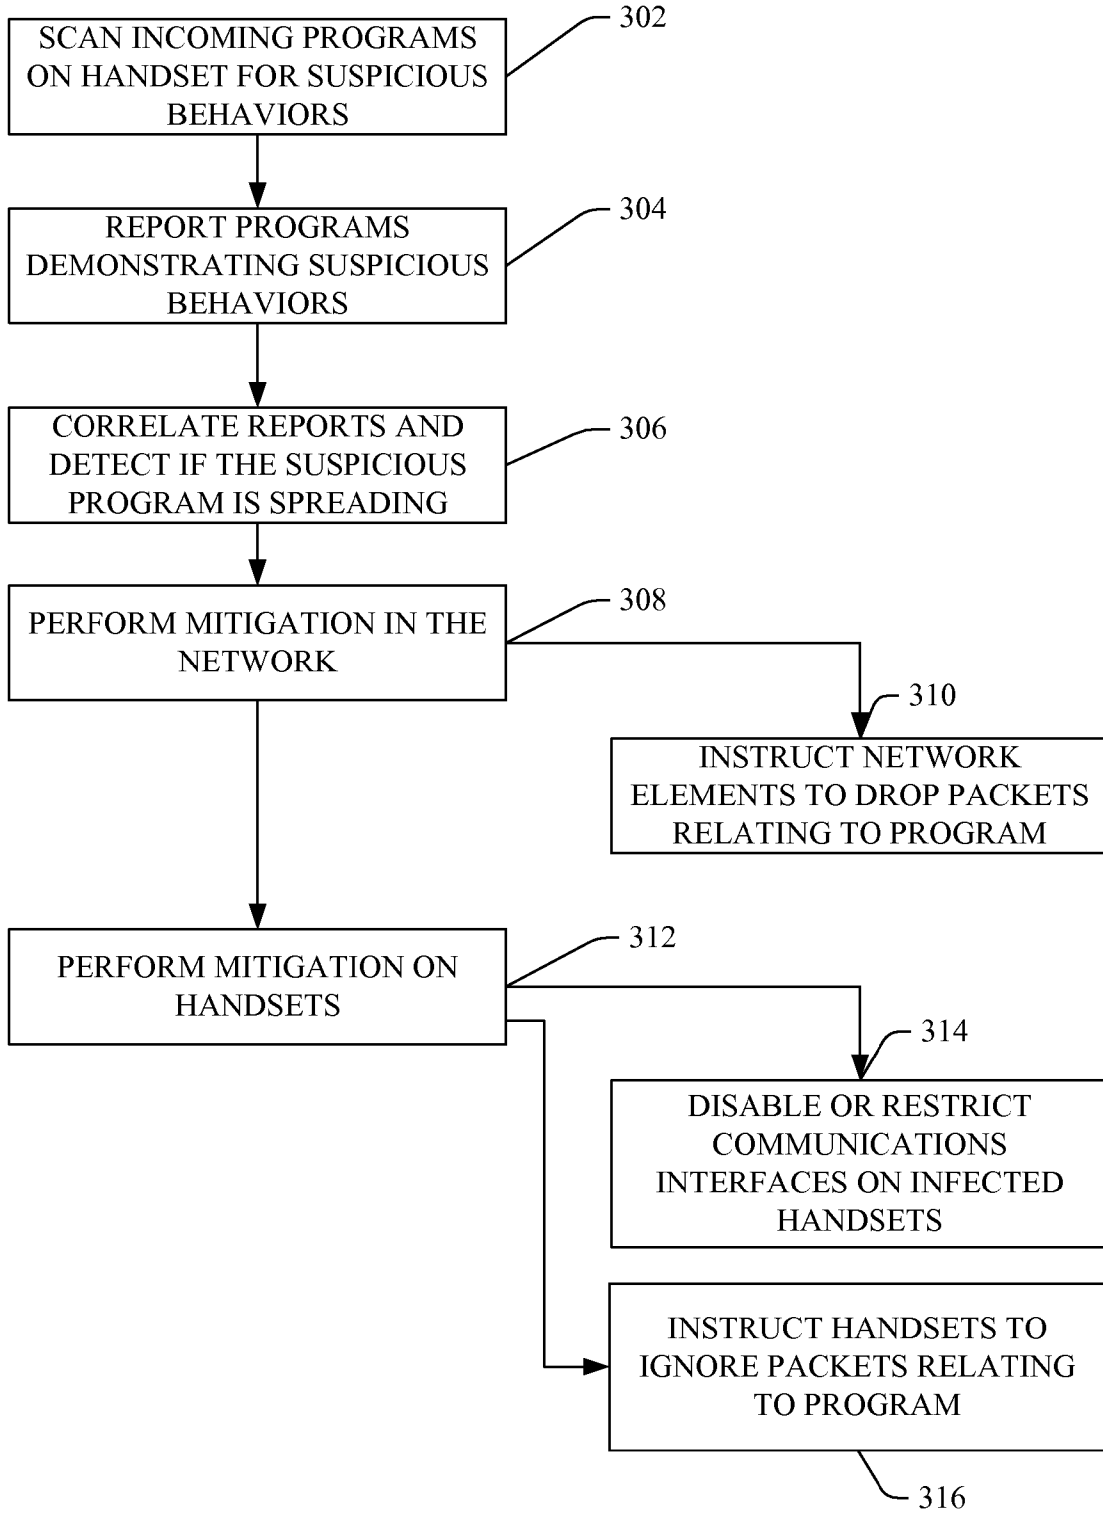 302
SCAN INCOMING PROGRAMS
ON HANDSET FOR SUSPICIOUS
BEHAVIORS
304
REPORT PROGRAMS
DEMONSTRATING SUSPICIOUS
BEHAVIORS
306
CORRELATE REPORTS AND
DETECT IF THE SUSPICIOUS
PROGRAM IS SPREADING
308
PERFORM MITIGATION IN THE
NETWORK
310
INSTRUCT NETWORK
ELEMENTS TO DROP PACKETS
RELATING TO PROGRAM
312
PERFORM MITIGATION ON
HANDSETS
314
DISABLE OR RESTRICT
COMMUNICATIONS
INTERFACES ON INFECTED
HANDSETS
INSTRUCT HANDSETS TO
IGNORE PACKETS RELATING
TO PROGRAM
316